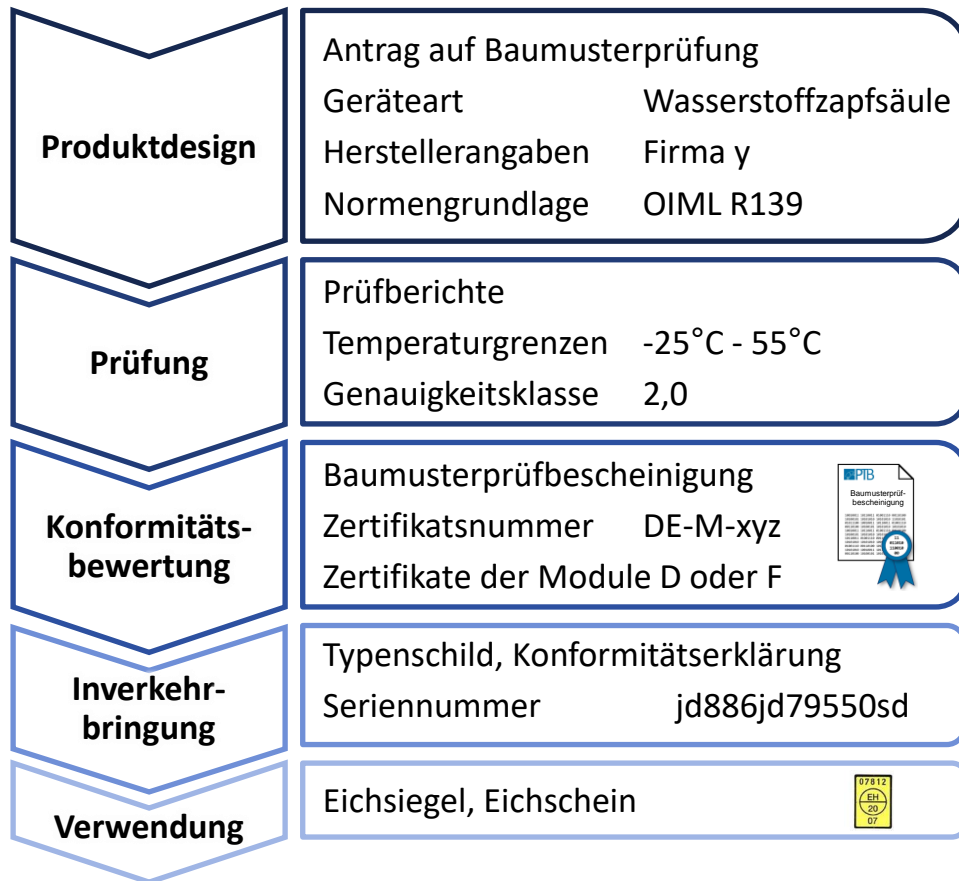 Produktdesign
Antrag auf Baumusterprüfung
Geräteart Wasserstoffzapfsäule
Herstellerangaben Firma y
Normengrundlage OIML R139
Prüfung
Prüfberichte
Temperaturgrenzen -25°C - 55°C
Genauigkeitsklasse 2,0
Konformitäts-
bewertung
Baumusterprüfbescheinigung
Zertifikatsnummer DE-M-xyz
Zertifikate der Module D oder F
PTB
Baumusterprüf-
bescheinigung
Inverkehr-
bringung
Typenschild, Konformitätserklärung
Seriennummer jd886jd79550sd
Verwendung
Eichsiegel, Eichschein
07812
EH
20
07